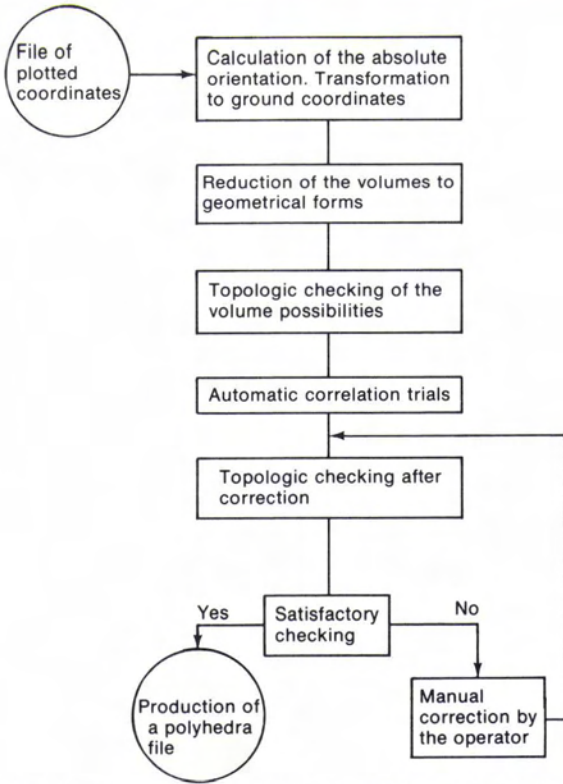 File of
plotted
coordinates
Calculation of the absolute
orientation. Transformation
to ground coordinates
Reduction of the volumes to
geometrical forms
Topologic checking of the
volume possibilities
Automatic correlation trials
Topologic checking after
correction
Yes
Satisfactory
checking
No
Production of
a polyhedra
file
Manual
correction by
the operator